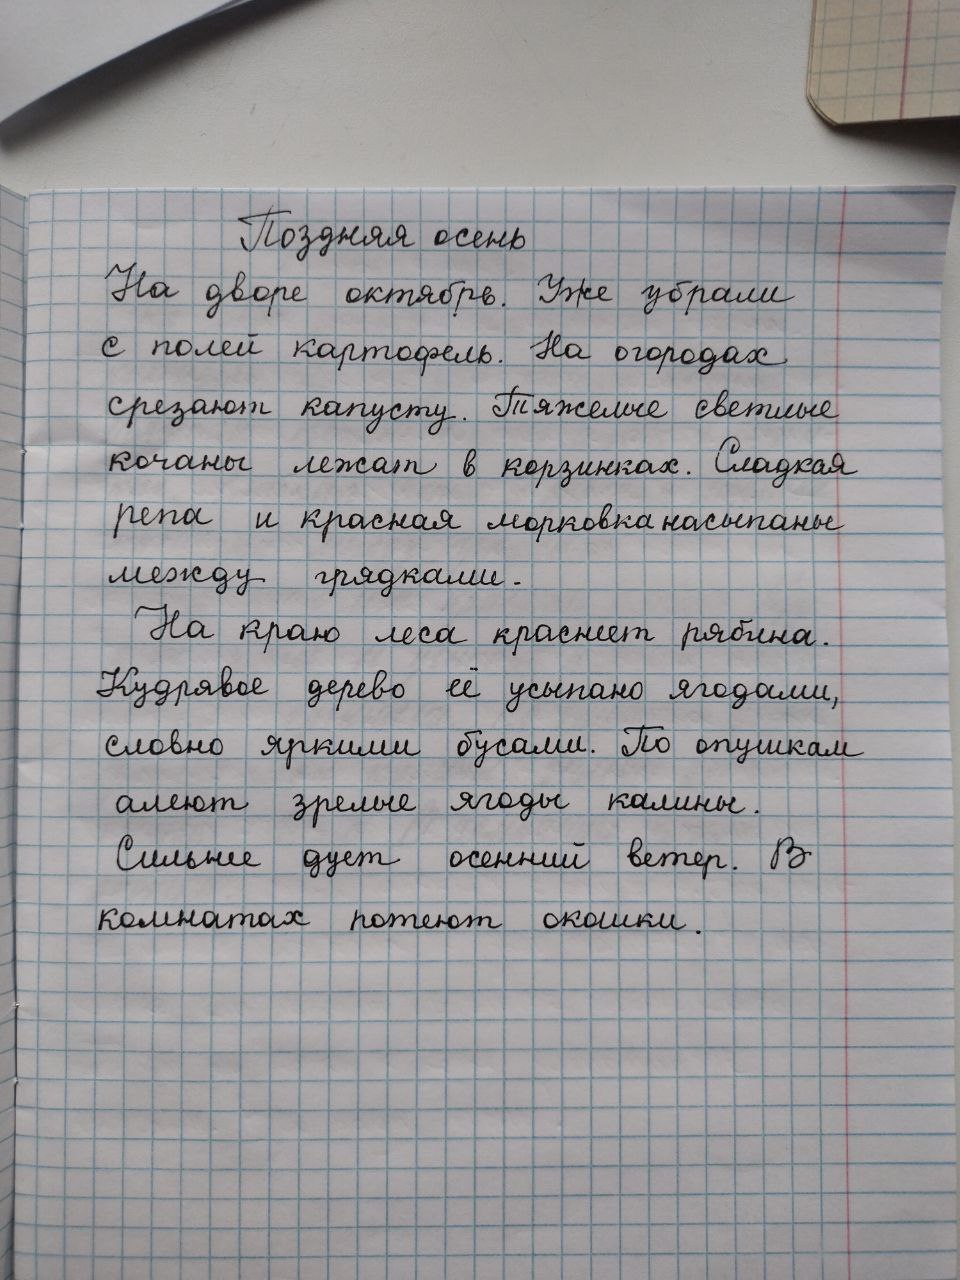 Поздняя осень
На дворе октябрь. Уже убрали
с полей картофель. На огородах
срезают капусту. Тяжелые светлые
кочаны лежат в корзинках. Сладкая
репа и красная морковка насыпаны
между грядками.
На краю леса краснеет рябина.
Кудрявое дерево её усыпано ягодами,
словно яркими бусами. По опушкам
алеют зрелые ягоды калины.
Сильнее дует осенний ветер. В
комнатах потеют окошки.